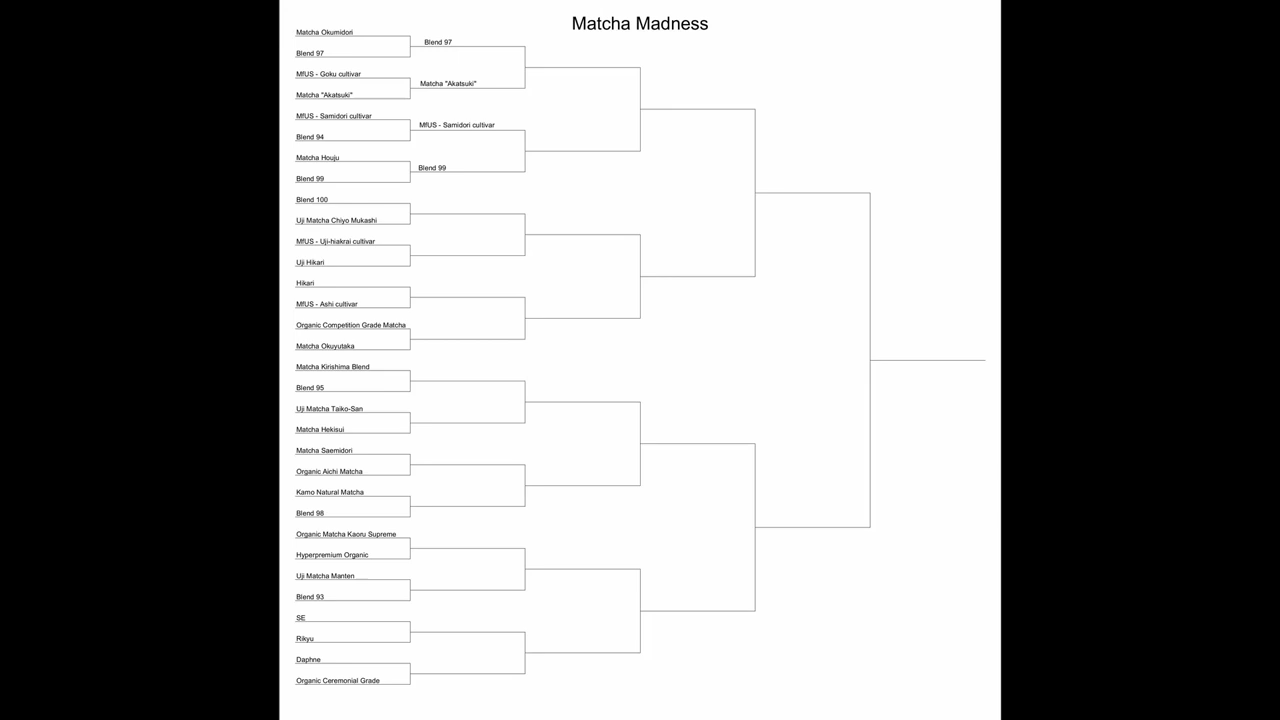 Matcha Madness
Matcha Okumidori
Blend 97
MfUS - Goku cultivar
Matcha "Akatsuki"
MfUS - Samidori cultivar
Blend 94
Matcha Houju
Blend 99
Blend 100
Uji Matcha Chiyo Mukashi
MfUS - Uji-hiakrai cultivar
Uji Hikari
Hikari
MfUS - Ashi cultivar
Organic Competition Grade Matcha
Matcha Okuyutaka
Matcha Kirishima Blend
Blend 95
Uji Matcha Taiko-San
Matcha Hekisui
Matcha Saemidori
Organic Aichi Matcha
Kamo Natural Matcha
Blend 98
Organic Matcha Kaoru Supreme
Hyperpremium Organic
Uji Matcha Manten
Blend 93
SE
Rikyu
Daphne
Organic Ceremonial Grade
Blend 97
Matcha "Akatsuki"
MfUS - Samidori cultivar
Blend 99